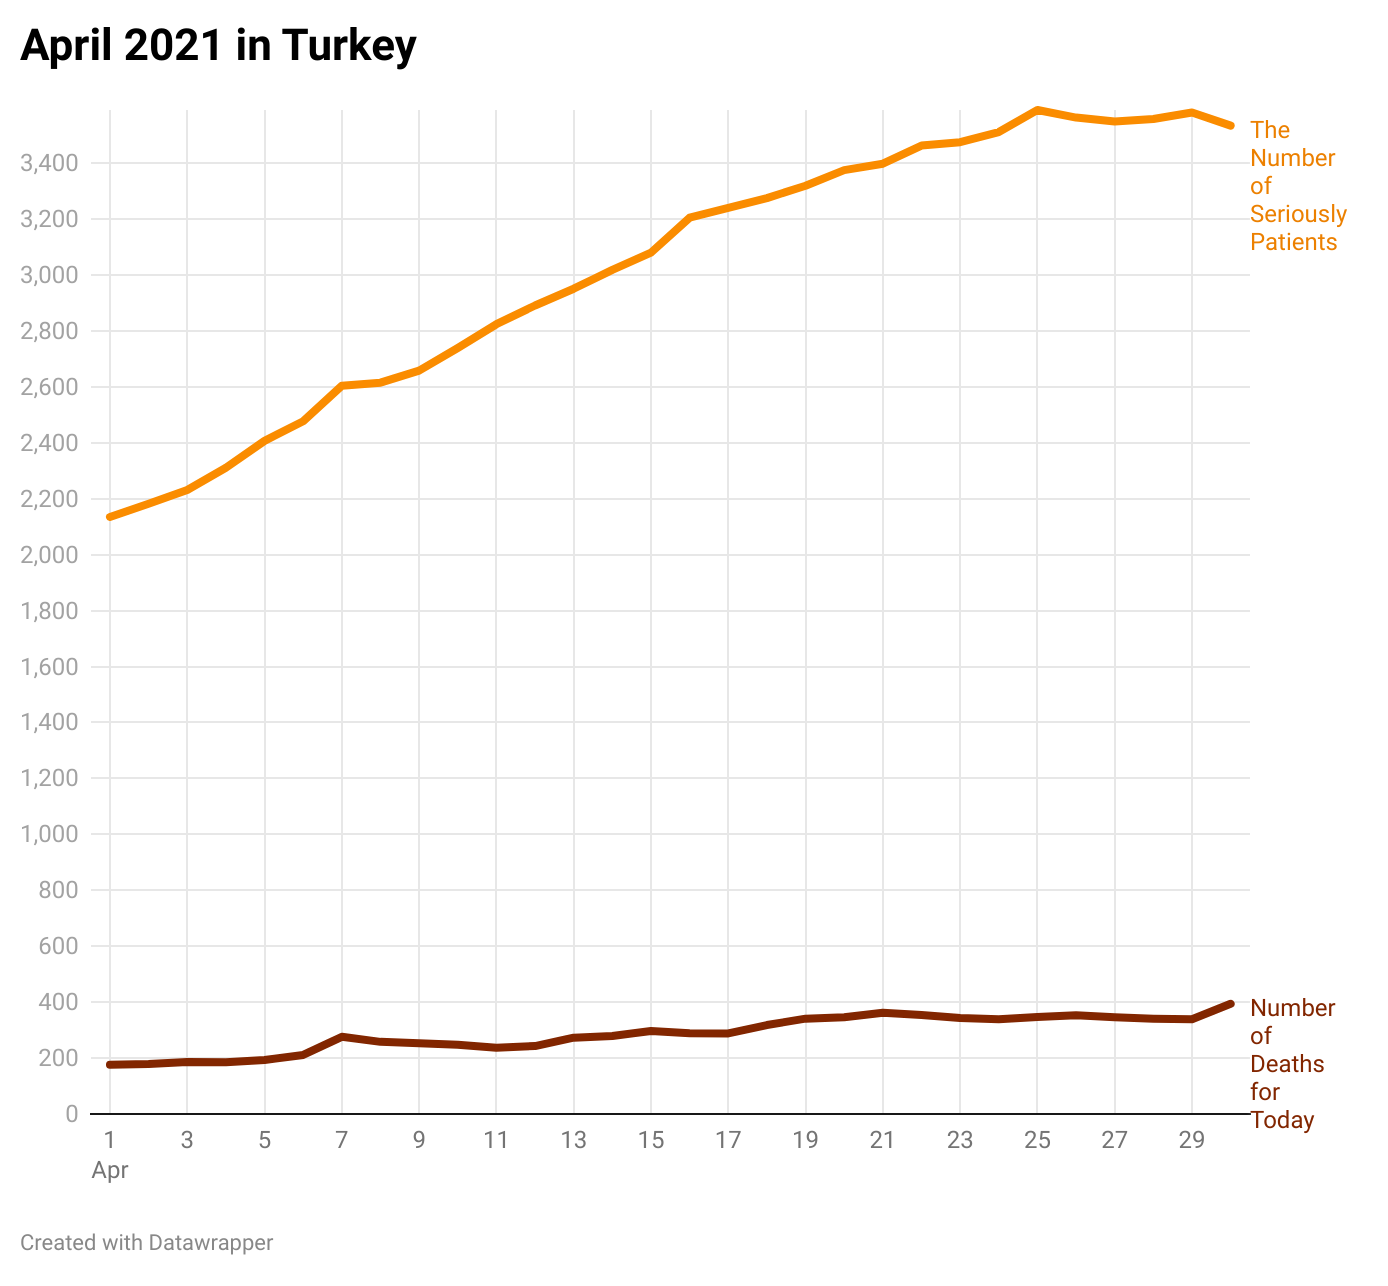 April 2021 in Turkey
The
Number
of
Seriously
Patients
3,400
3,200
3,000
2,800
2,600
2,400
2,200
2,000
1,800
1,600
1,400
1,200
1,000
800
600
400
200
0
Number
of
Deaths
for
Today
1 3 5 7 9 11 13 15 17 19 21 23 25 27 29
Apr
Created with Datawrapper